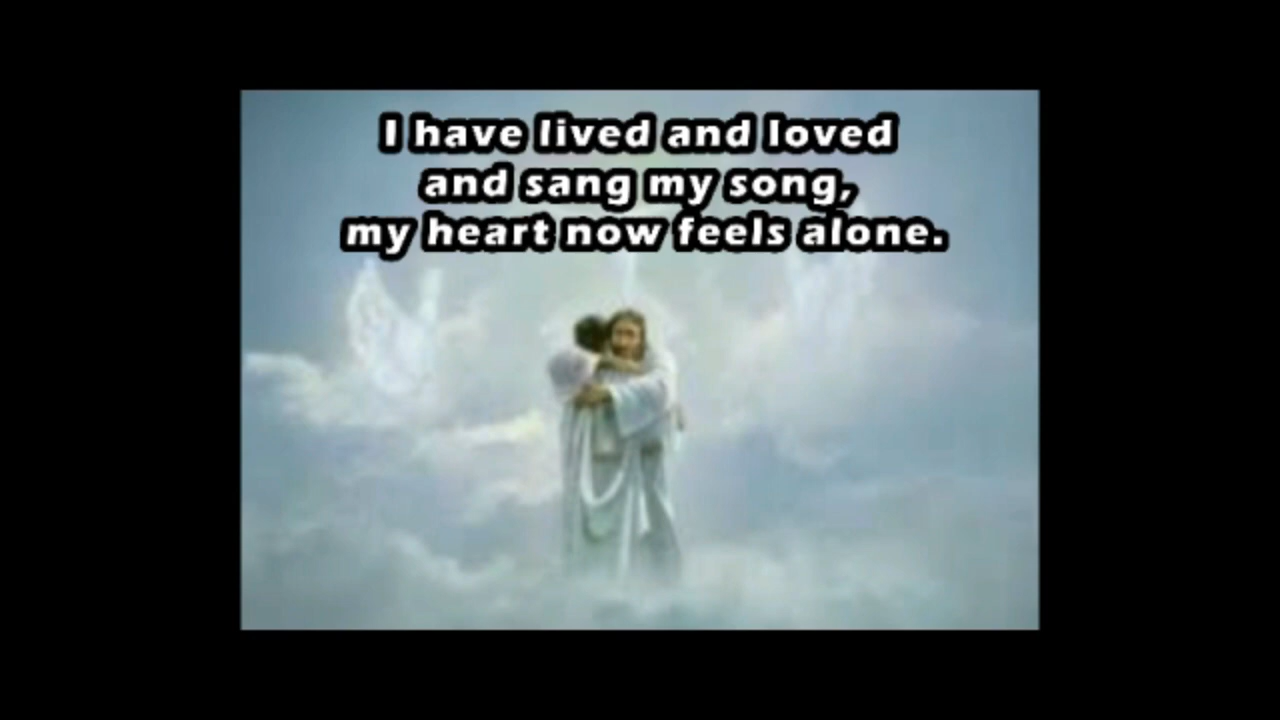 I have lived and loved
and sang my song,
my heart now feels alone.